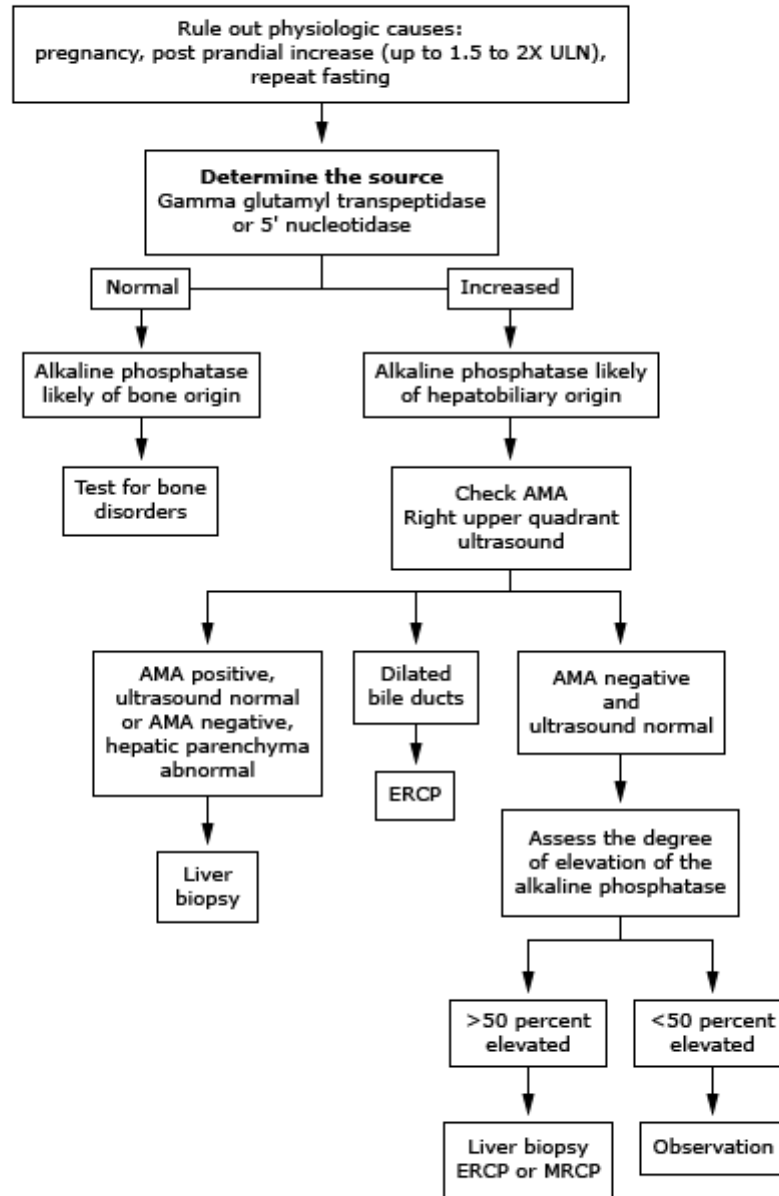 Rule out physiologic causes:
pregnancy, post prandial increase (up to 1.5 to 2X ULN),
repeat fasting
Determine the source
Gamma glutamyl transpeptidase
or 5' nucleotidase
Normal
Increased
Alkaline phosphatase
likely of bone origin
Alkaline phosphatase likely
of hepatobiliary origin
Test for bone
disorders
Check AMA
Right upper quadrant
ultrasound
AMA positive,
ultrasound normal
or AMA negative,
hepatic parenchyma
abnormal
Dilated
bile ducts
AMA negative
and
ultrasound normal
ERCP
Liver
biopsy
Assess the degree
of elevation of the
alkaline phosphatase
>50 percent
elevated
<50 percent
elevated
Liver biopsy
ERCP or MRCP
Observation